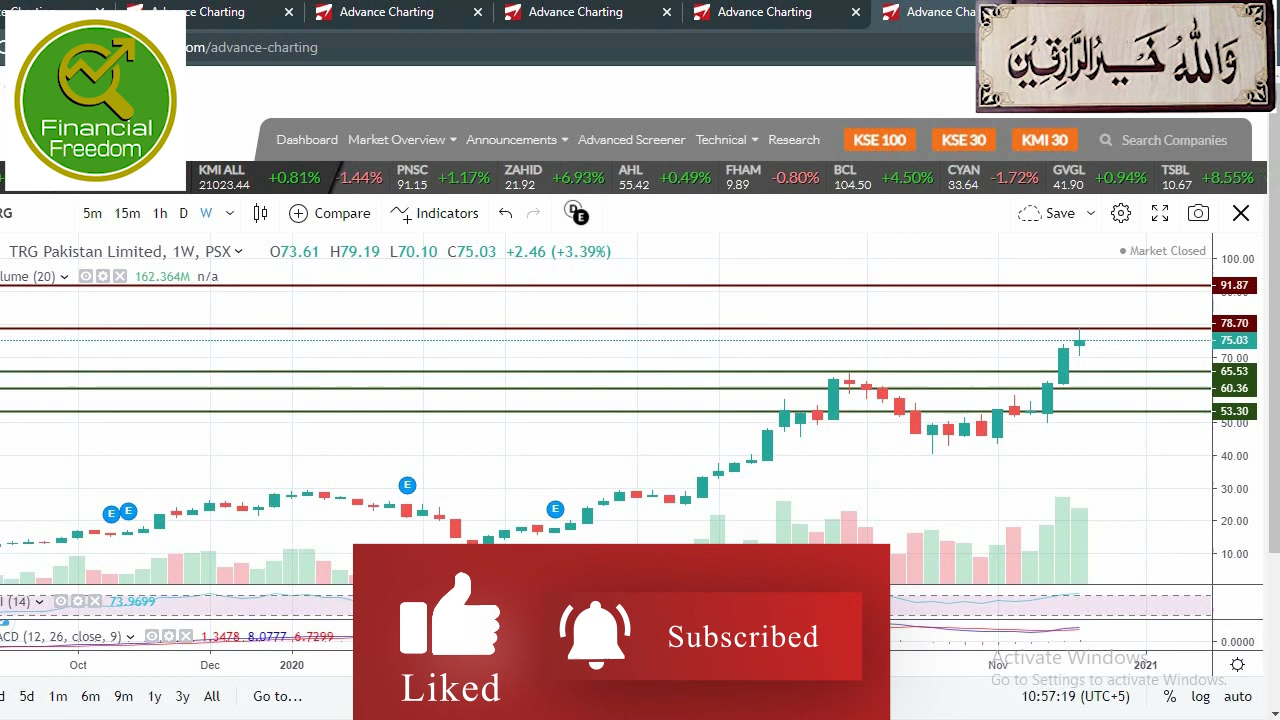 Advance Charting
Advance Charting
Advance Charting
Advance Charting
Advance
.com/advance-charting
Financial
Freedom
وَاللَّهُ خَيْرُ الرَّازِقِينَ
Dashboard Market Overview Announcements Advanced Screener Technical Research KSE 100 KSE 30 KMI 30 Search Companies
KMI ALL 21023.44 +0.81% -1.44% PNSC 91.15 +1.17% ZAHID 21.92 +6.93% AHL 55.42 +0.49% FHAM 9.89 -0.80% BCL 104.50 +4.50% CYAN 33.64 -1.72% GVGL 41.90 +0.94% TSBL 10.67 +8.55%
RG 5m 15m 1h D W Compare Indicators D E Save
TRG Pakistan Limited, 1W, PSX O73.61 H79.19 L70.10 C75.03 +2.46 (+3.39%) Market Closed
lume (20) 162.364M n/a
100.00
91.87
78.70
75.03
70.00
65.53
60.36
53.30
50.00
40.00
30.00
20.00
10.00
E E E E
(14) 73.9699
ACD (12, 26, close, 9) 1.3478 8.0777 6.7299
0.0000
Oct Dec 2020 Nov 2021
Liked
Subscribed
Activate Windows
Go to Settings to activate Windows.
d 5d 1m 6m 9m 1y 3y All Go to... 10:57:19 (UTC+5) % log auto